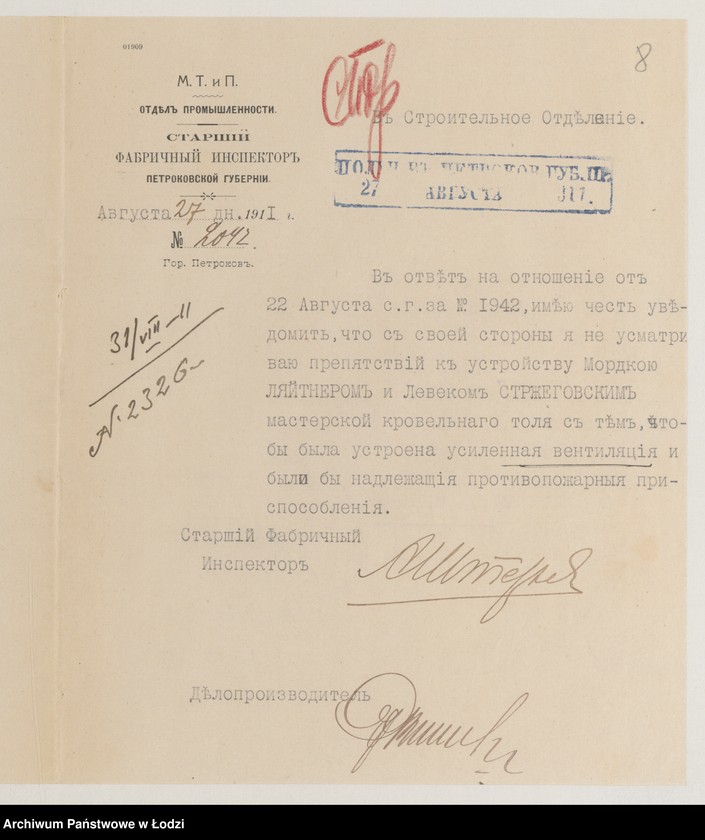 01969
8
М. Т. и П.
ОТДѢЛЪ ПРОМЫШЛЕННОСТИ.
СТАРШІЙ
ФАБРИЧНЫЙ ИНСПЕКТОРЪ
ПЕТРОКОВСКОЙ ГУБЕРНІИ.
Августа 27 дн. 1911 г.
№ 2042.
Гор. Петроковъ.
Въ Строительное Отдѣленіе.
27 АВГУСТА 911.
31/VIII-11
N. 2326
Въ отвѣтъ на отношеніе отъ
22 Августа с.г.за № I942,имѣю честь увѣ-
домить,что съ своей стороны я не усматри
ваю препятствій къ устройству Мордкою
ЛЯЙТНЕРОМЪ и Левекомъ СТРЖЕГОВСКИМЪ
мастерской кровельнаго толя съ тѣмъ,что-
бы была устроена усиленная вентиляція и
были бы надлежащія противопожарныя при-
способленія.
Старшій Фабричный
Инспекторъ
Дѣлопроизводитель
Archiwum Państwowe w Łodzi